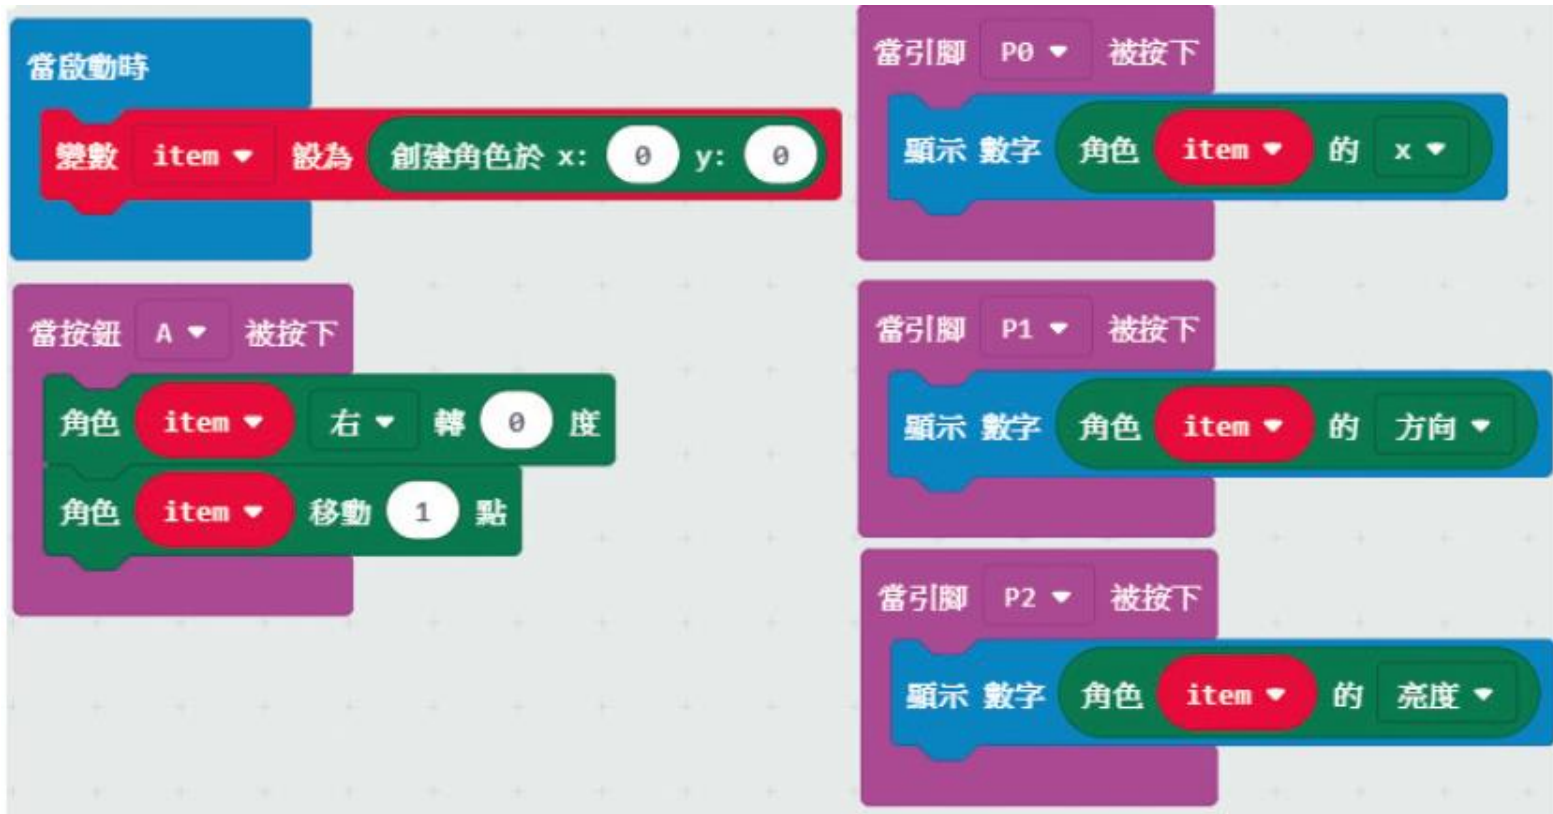 當啟動時
變數 item 設為 創建角色於 x: 0 y: 0
當按鈕 A 被按下
角色 item 右 轉 0 度
角色 item 移動 1 點
當引腳 P0 被按下
顯示 數字 角色 item 的 x
當引腳 P1 被按下
顯示 數字 角色 item 的 方向
當引腳 P2 被按下
顯示 數字 角色 item 的 亮度